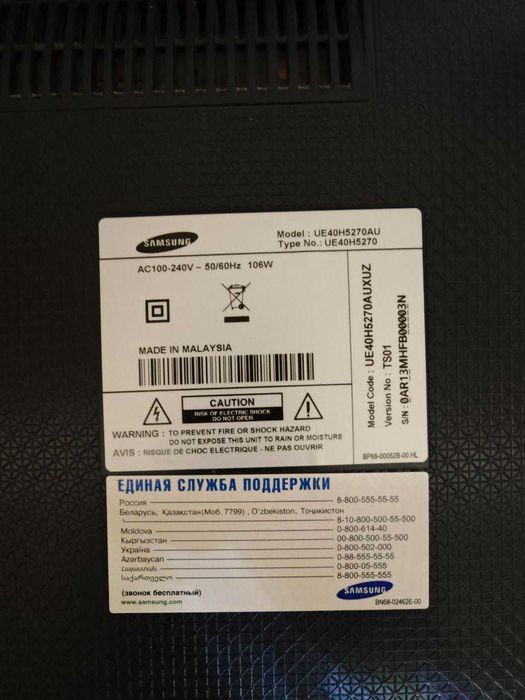 SAMSUNG
Model : UE40H5270AU
Type No.: UE40H5270
AC100-240V ~ 50/60Hz 106W
MADE IN MALAYSIA
CAUTION
RISK OF ELECTRIC SHOCK
DO NOT OPEN
WARNING : TO PREVENT FIRE OR SHOCK HAZARD
DO NOT EXPOSE THIS UNIT TO RAIN OR MOISTURE
AVIS : RISQUE DE CHOC ELECTRIQUE - NE PAS OUVRIR
Model Code : UE40H5270AUXUZ
Version No : TS01
S/N : 0AR13MHFB00003N
BP68-00052B-00 HL
ЕДИНАЯ СЛУЖБА ПОДДЕРЖКИ
Россия 8-800-555-55-55
Беларусь, Қазақстан(Моб. 7799) , O'zbekiston, Тоҷикистон
8-10-800-500-55-500
Moldova 0-800-614-40
Кыргызстан 00-800-500-55-500
Україна 0-800-502-000
Azərbaycan 0-88-555-55-55
Հայաստան 0-800-05-555
საქართველო 8-800-555-555
(звонок бесплатный)
www.samsung.com
SAMSUNG
BN68-02462E-00